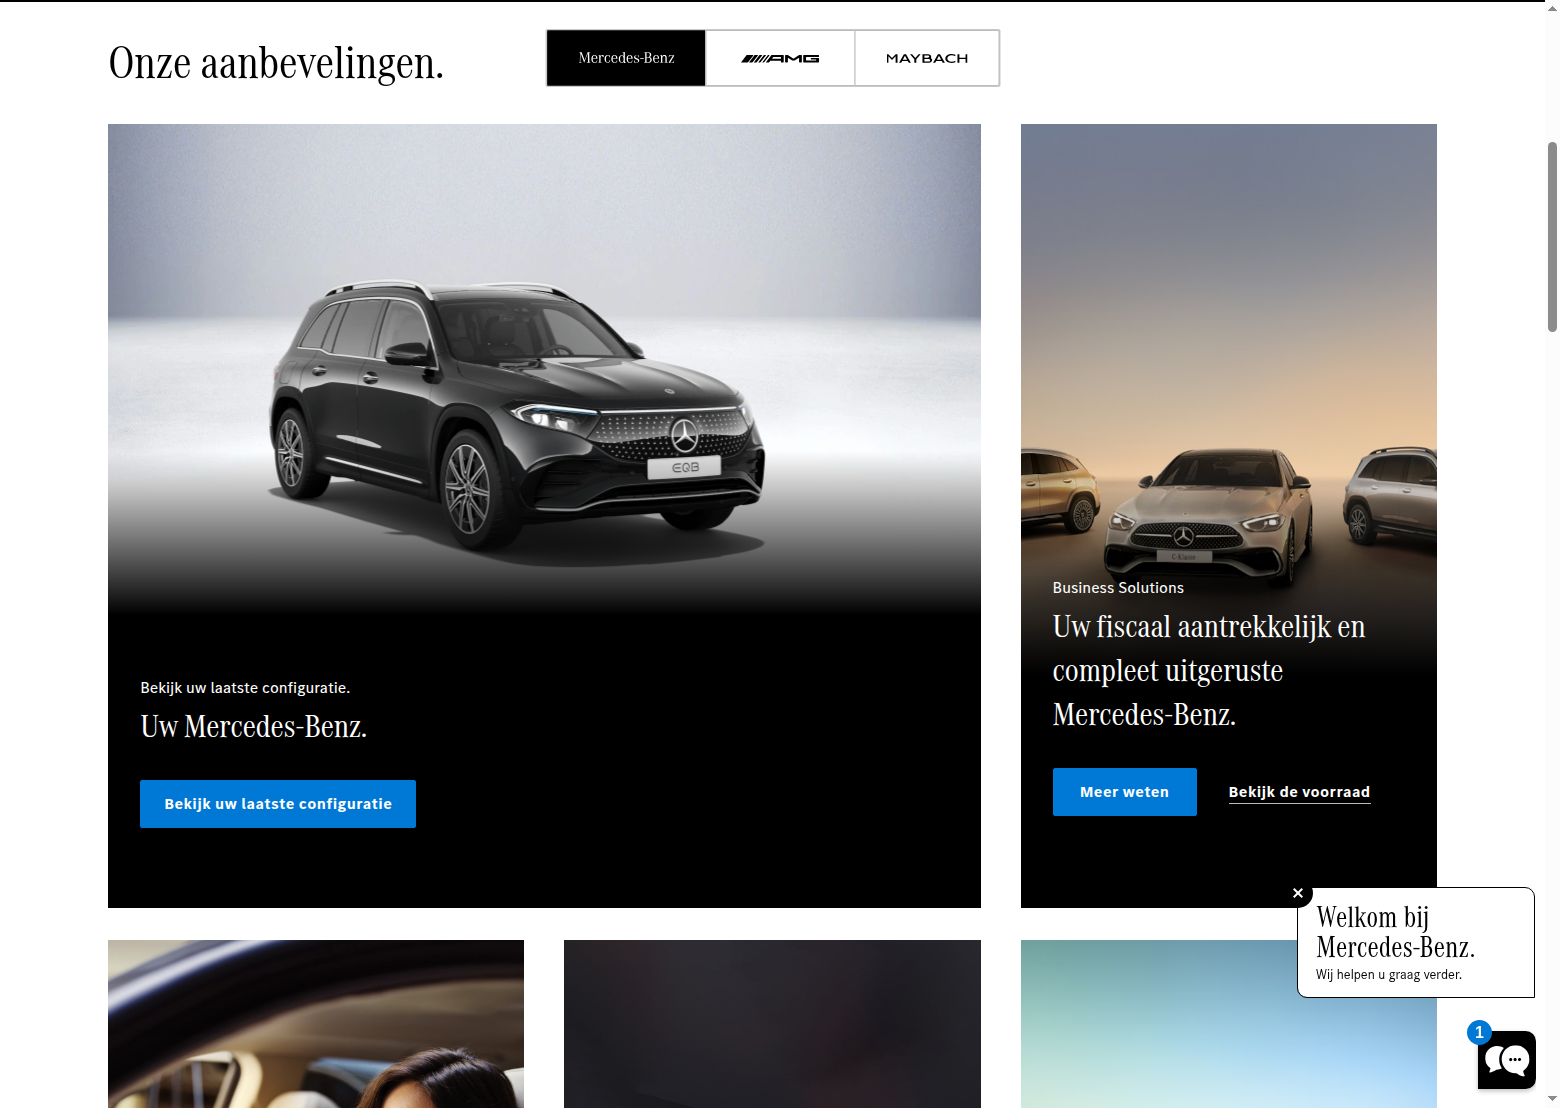 Onze aanbevelingen.
Mercedes-Benz
AMG
MAYBACH
EQB
C-Klasse
Business Solutions
Uw fiscaal aantrekkelijk en
compleet uitgeruste
Mercedes-Benz.
Meer weten
Bekijk de voorraad
Bekijk uw laatste configuratie.
Uw Mercedes-Benz.
Bekijk uw laatste configuratie
Welkom bij
Mercedes-Benz.
Wij helpen u graag verder.
1